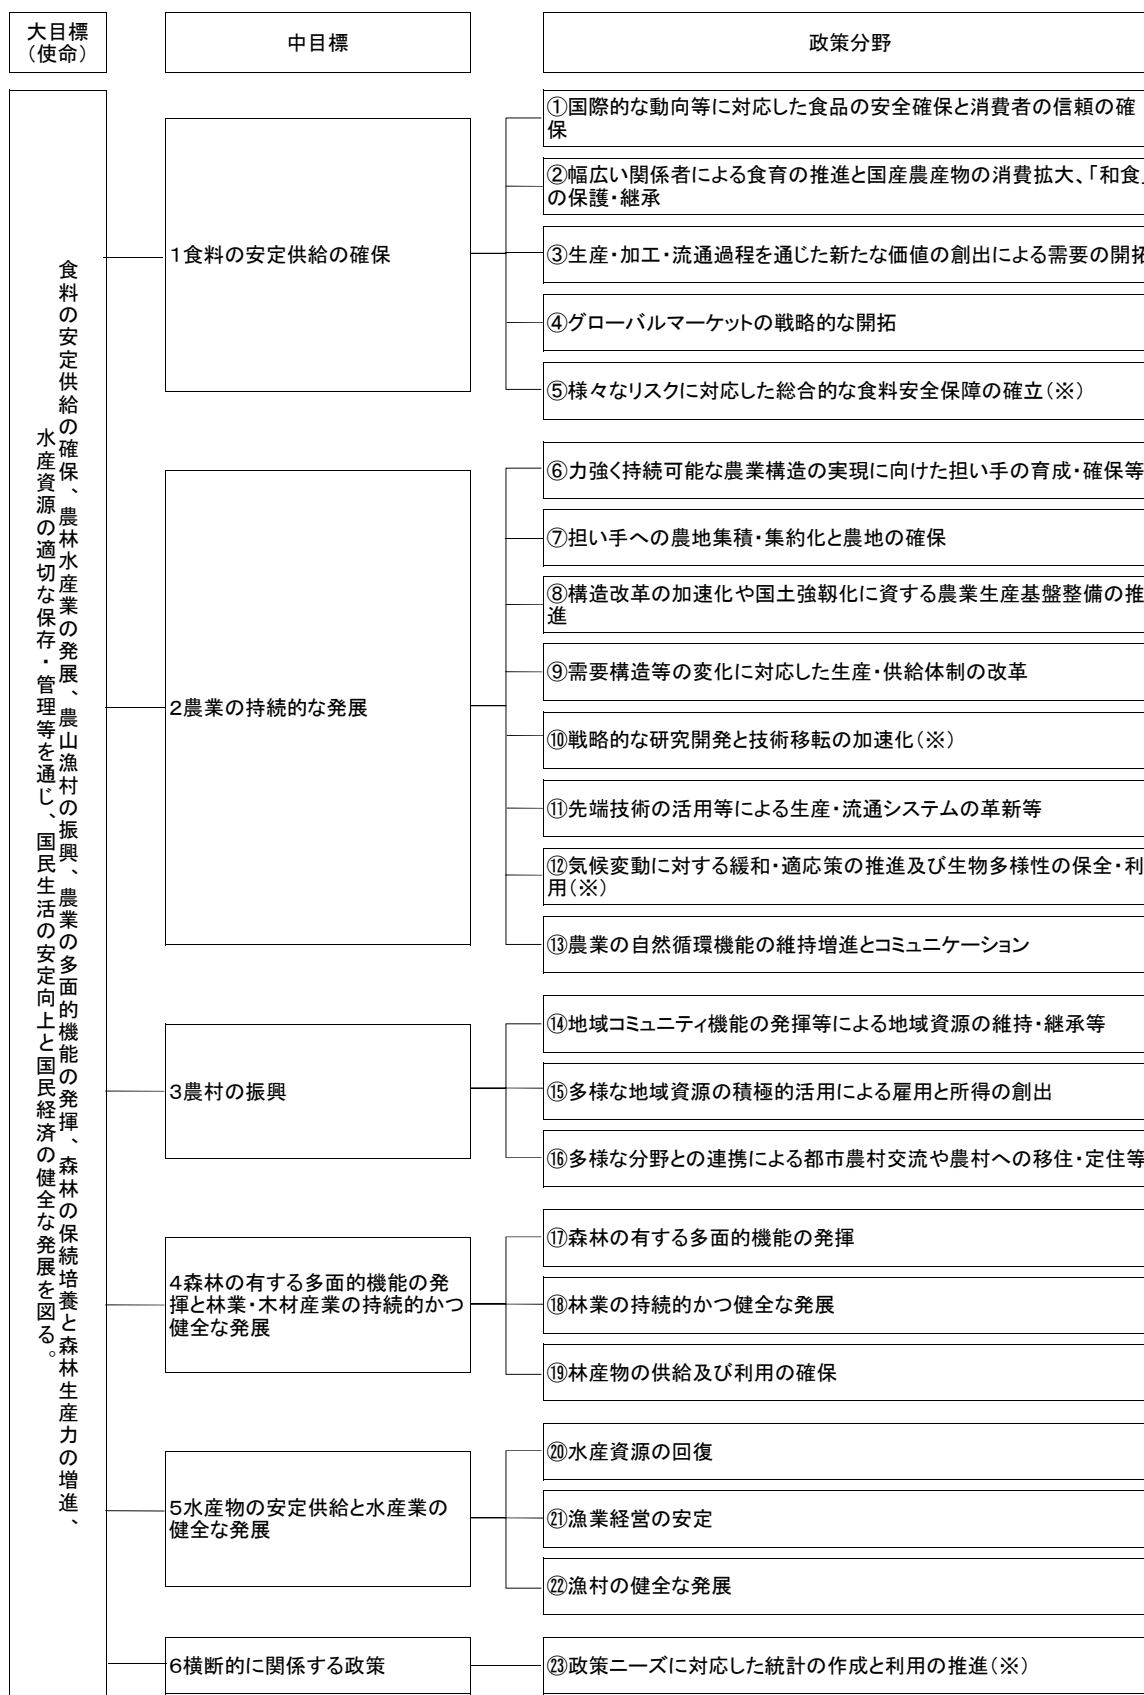 大目標
（使命）
中目標
政策分野
食料の安定供給の確保、農林水産業の発展、農山漁村の振興、農業の多面的機能の発揮、森林の保続培養と森林生産力の増進、
水産資源の適切な保存・管理等を通じ、国民生活の安定向上と国民経済の健全な発展を図る。
1食料の安定供給の確保
①国際的な動向等に対応した食品の安全確保と消費者の信頼の確
保
②幅広い関係者による食育の推進と国産農産物の消費拡大、「和食」
の保護・継承
③生産・加工・流通過程を通じた新たな価値の創出による需要の開拓
④グローバルマーケットの戦略的な開拓
⑤様々なリスクに対応した総合的な食料安全保障の確立（※）
2農業の持続的な発展
⑥力強く持続可能な農業構造の実現に向けた担い手の育成・確保等
⑦担い手への農地集積・集約化と農地の確保
⑧構造改革の加速化や国土強靱化に資する農業生産基盤整備の推
進
⑨需要構造等の変化に対応した生産・供給体制の改革
⑩戦略的な研究開発と技術移転の加速化（※）
⑪先端技術の活用等による生産・流通システムの革新等
⑫気候変動に対する緩和・適応策の推進及び生物多様性の保全・利
用（※）
⑬農業の自然循環機能の維持増進とコミュニケーション
3農村の振興
⑭地域コミュニティ機能の発揮等による地域資源の維持・継承等
⑮多様な地域資源の積極的活用による雇用と所得の創出
⑯多様な分野との連携による都市農村交流や農村への移住・定住等
4森林の有する多面的機能の発
揮と林業・木材産業の持続的かつ
健全な発展
⑰森林の有する多面的機能の発揮
⑱林業の持続的かつ健全な発展
⑲林産物の供給及び利用の確保
5水産物の安定供給と水産業の
健全な発展
⑳水産資源の回復
㉑漁業経営の安定
㉒漁村の健全な発展
6横断的に関係する政策
㉓政策ニーズに対応した統計の作成と利用の推進（※）